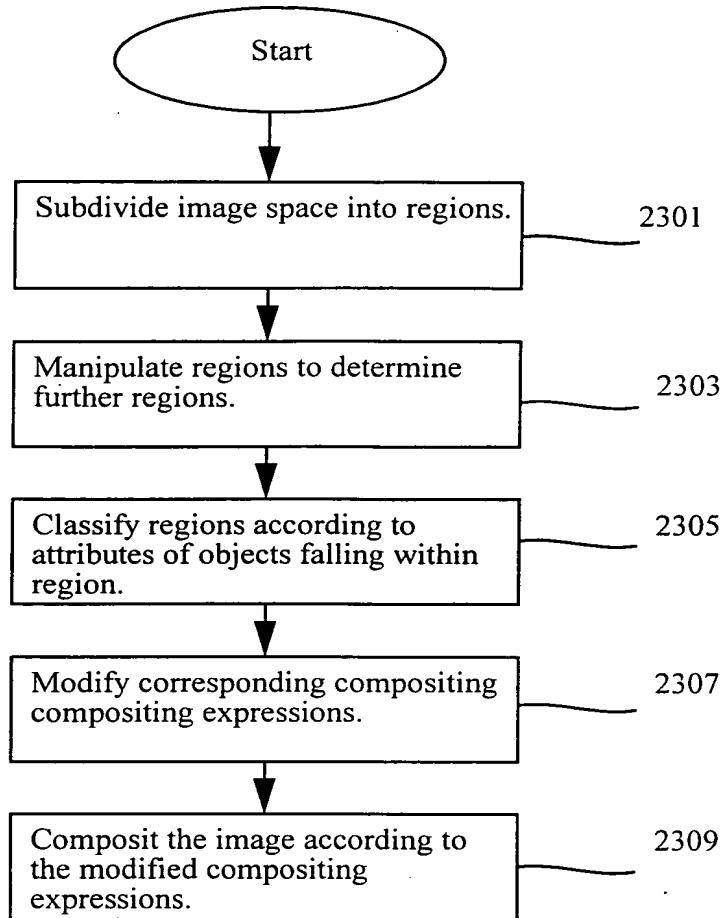 Start
Subdivide image space into regions.
2301
Manipulate regions to determine
further regions.
2303
Classify regions according to
attributes of objects falling within
region.
2305
Modify corresponding compositing
compositing expressions.
2307
Composit the image according to
the modified compositing
expressions.
2309